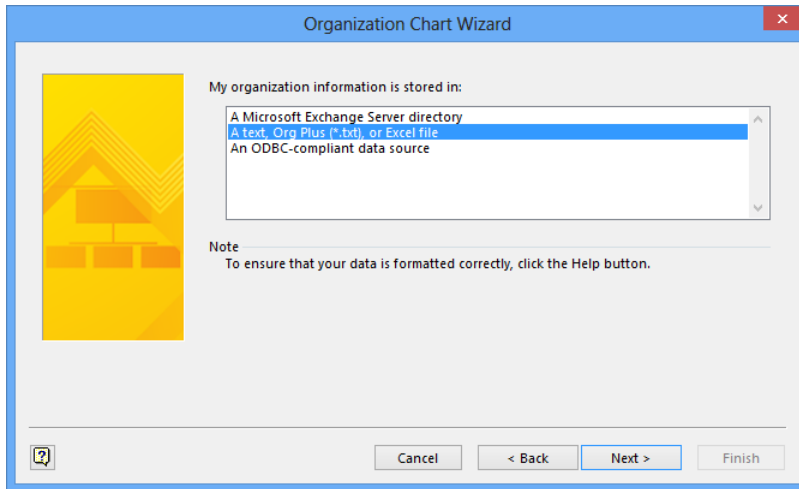 Organization Chart Wizard
My organization information is stored in:
A Microsoft Exchange Server directory
A text, Org Plus (*.txt), or Excel file
An ODBC-compliant data source
Note
To ensure that your data is formatted correctly, click the Help button.
Cancel
< Back
Next >
Finish